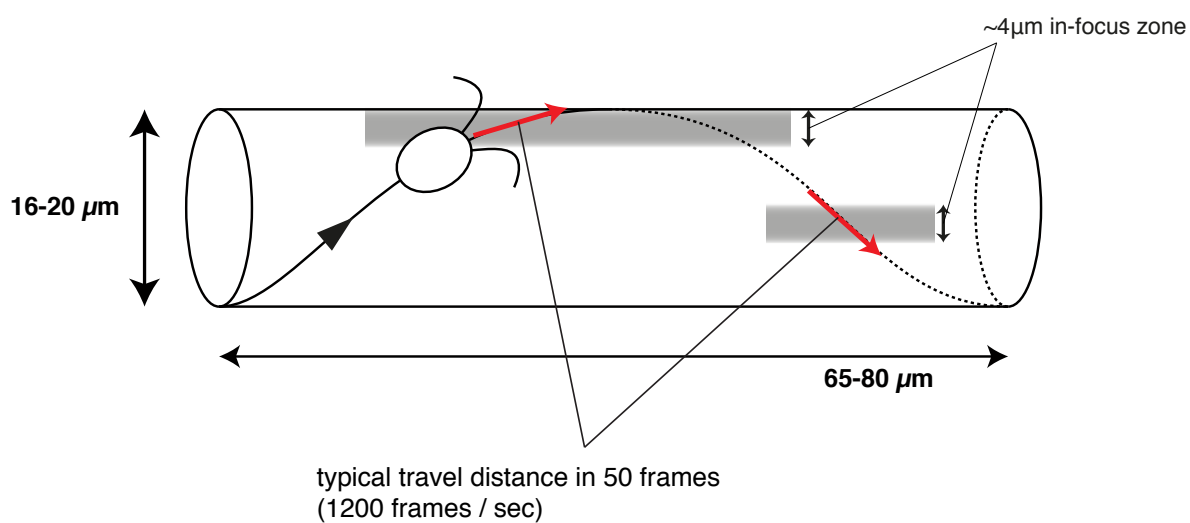 ~4µm in-focus zone
16-20 µm
65-80 µm
typical travel distance in 50 frames
(1200 frames / sec)